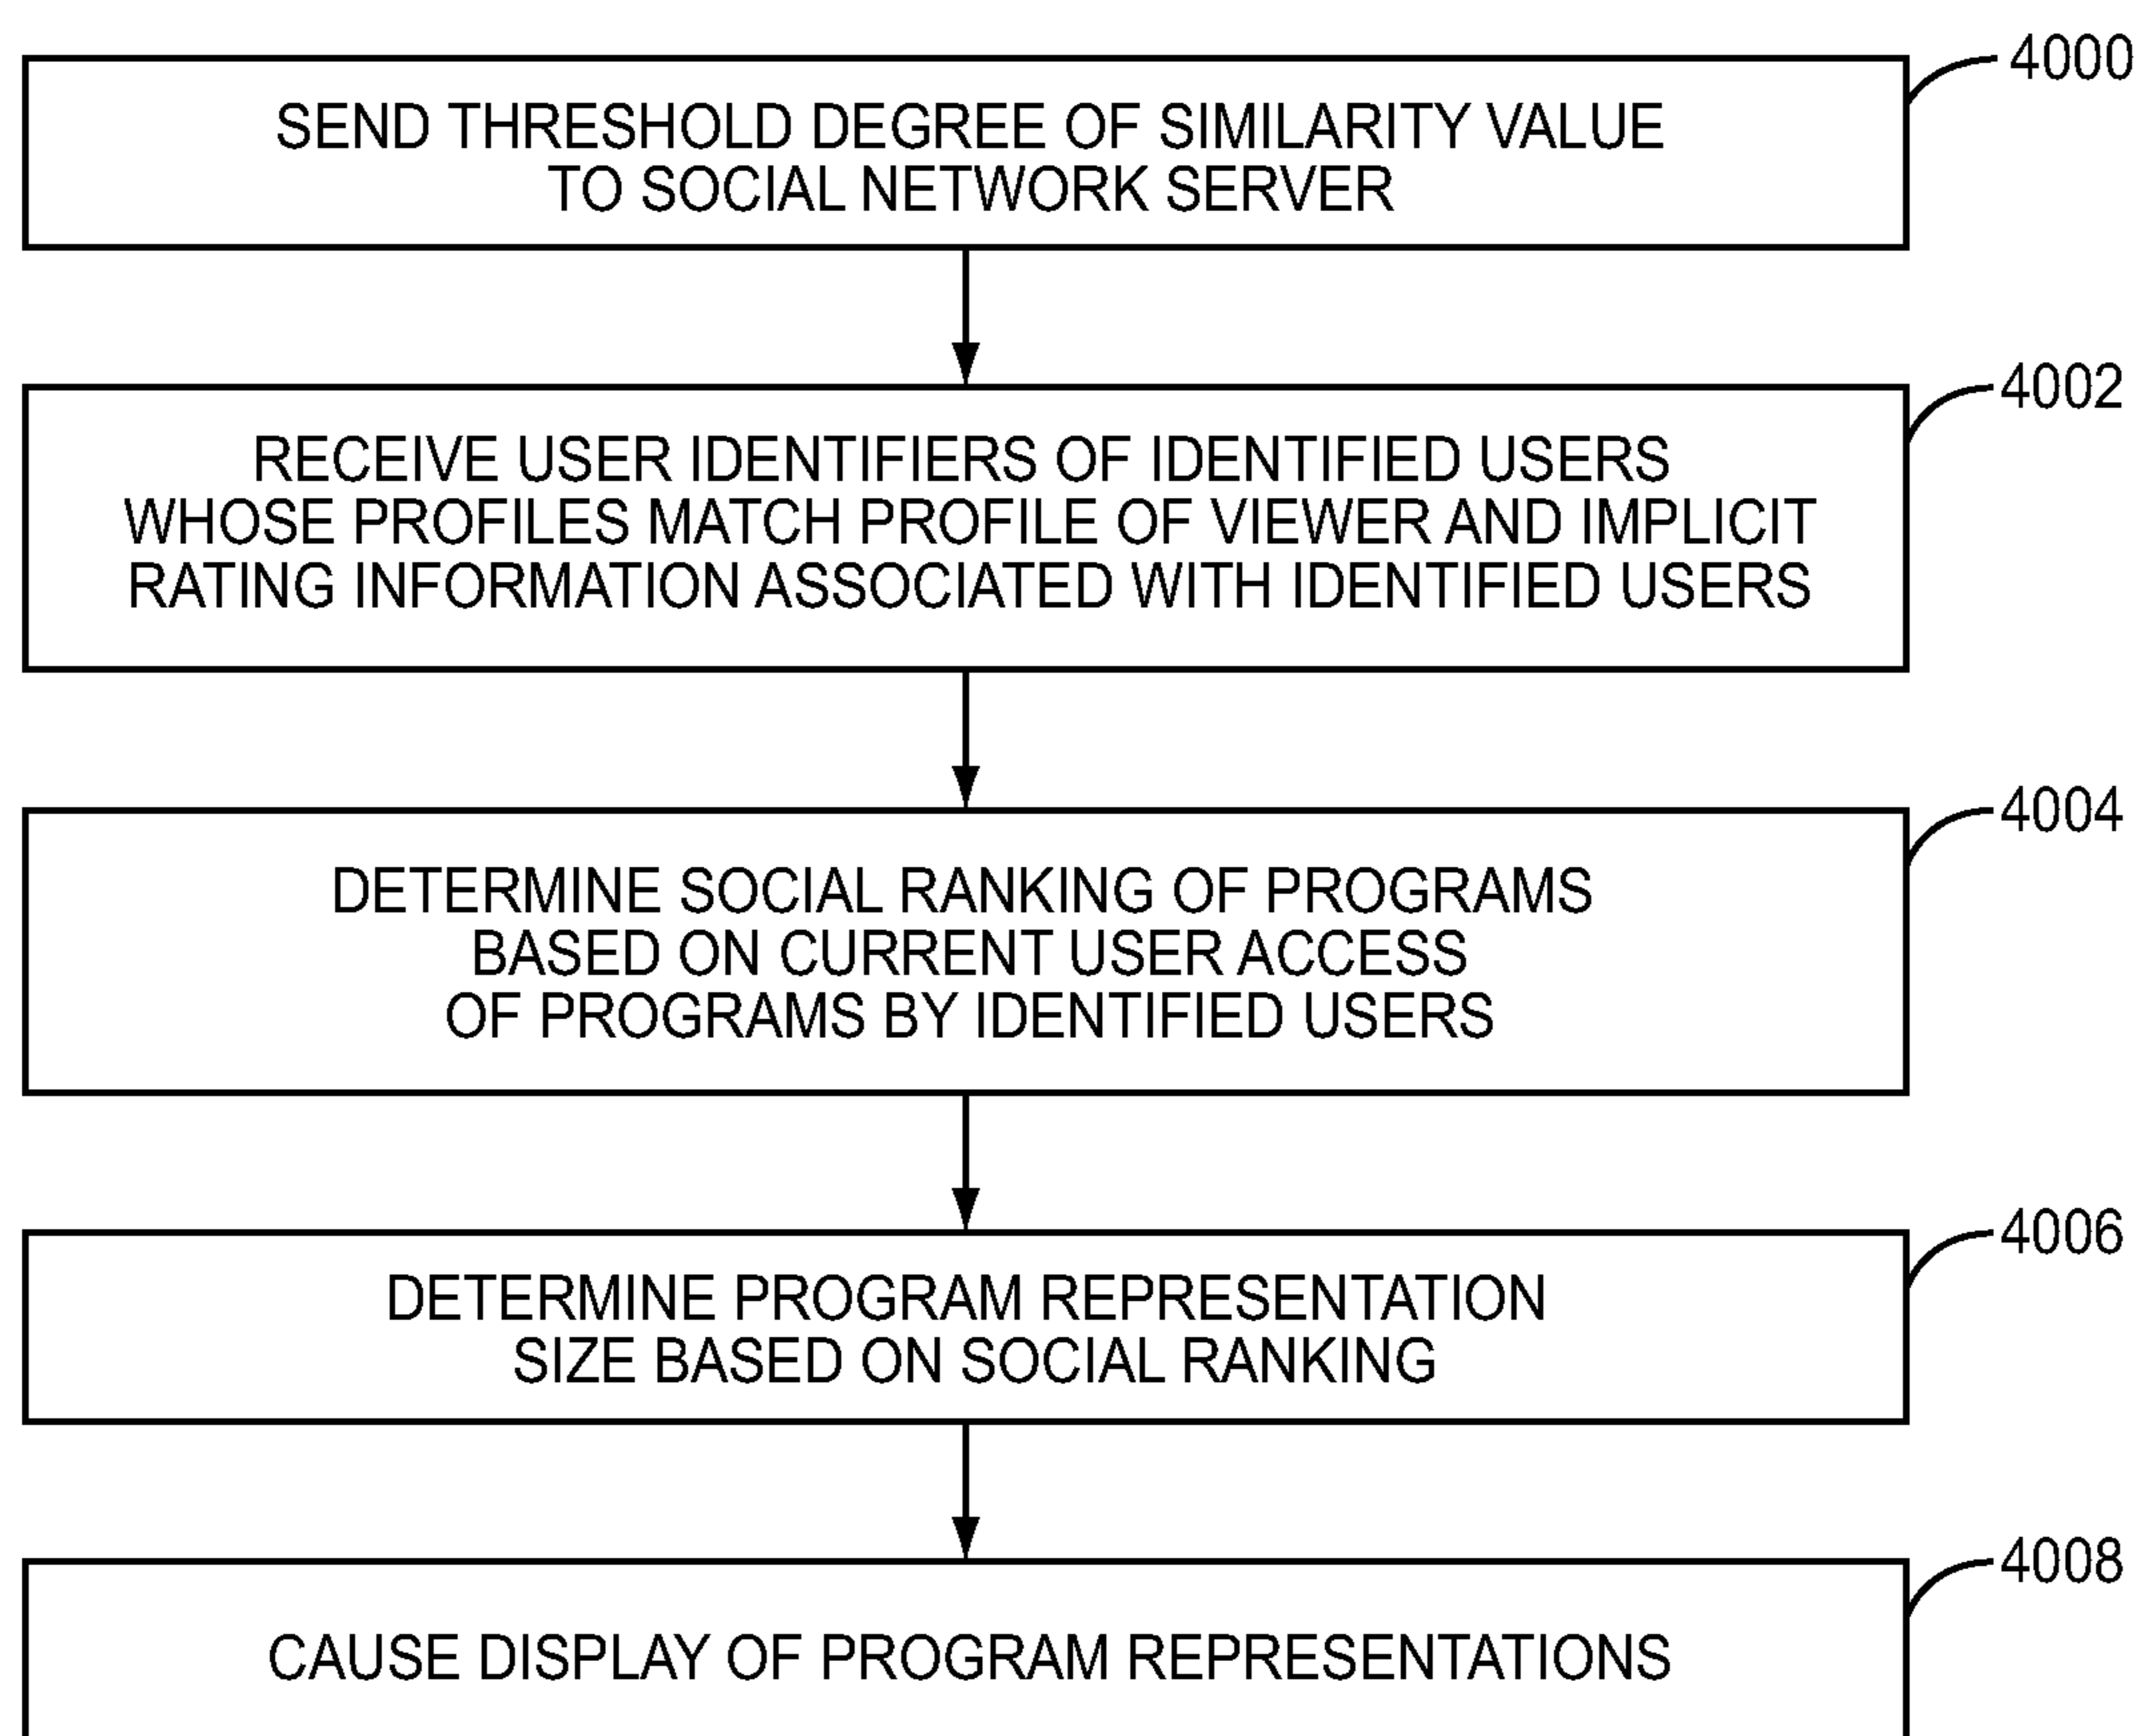 4000
SEND THRESHOLD DEGREE OF SIMILARITY VALUE
TO SOCIAL NETWORK SERVER
4002
RECEIVE USER IDENTIFIERS OF IDENTIFIED USERS
WHOSE PROFILES MATCH PROFILE OF VIEWER AND IMPLICIT
RATING INFORMATION ASSOCIATED WITH IDENTIFIED USERS
4004
DETERMINE SOCIAL RANKING OF PROGRAMS
BASED ON CURRENT USER ACCESS
OF PROGRAMS BY IDENTIFIED USERS
4006
DETERMINE PROGRAM REPRESENTATION
SIZE BASED ON SOCIAL RANKING
4008
CAUSE DISPLAY OF PROGRAM REPRESENTATIONS